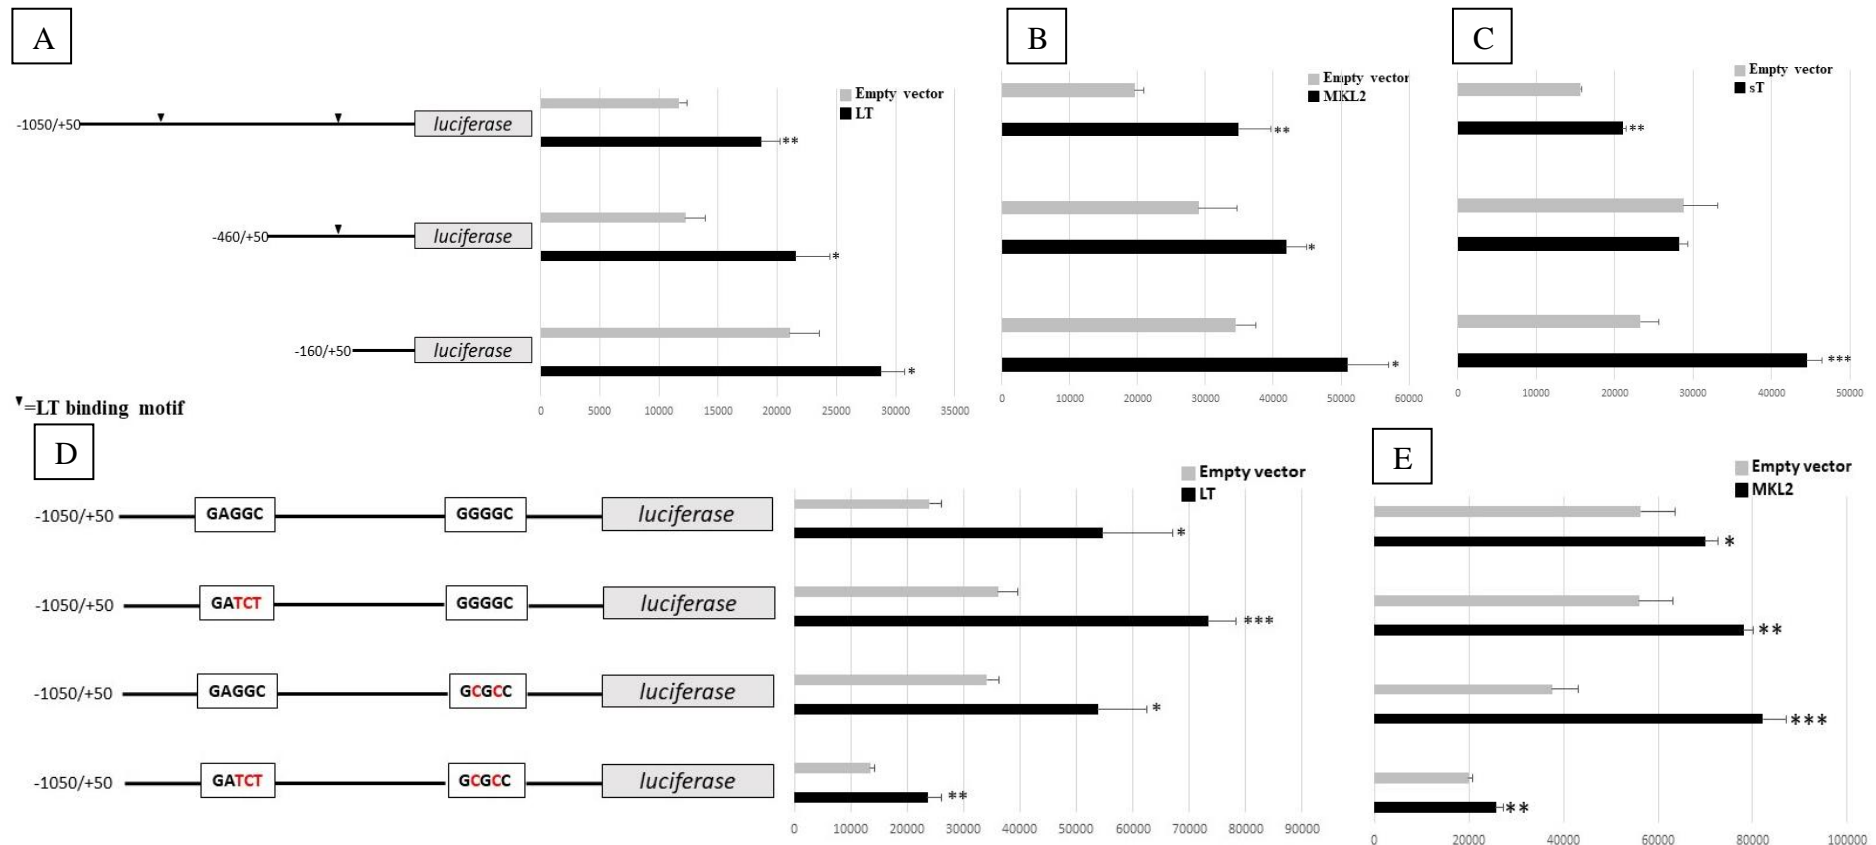 A
B
C
Empty vector
LT
Empty vector
MKL2
Empty vector
sT
-1050/+50
luciferase
**
**
**
-460/+50
luciferase
*
*
-160/+50
luciferase
*
*
***
0 5000 10000 15000 20000 25000 30000 35000
0 10000 20000 30000 40000 50000 60000
0 10000 20000 30000 40000 50000
▼=LT binding motif
D
E
Empty vector
LT
Empty vector
MKL2
-1050/+50 GAGGC GGGGC luciferase
*
*
-1050/+50 GATCT GGGGC luciferase
***
**
-1050/+50 GAGGC GCGCC luciferase
*
***
-1050/+50 GATCT GCGCC luciferase
**
**
0 10000 20000 30000 40000 50000 60000 70000 80000 90000
0 20000 40000 60000 80000 100000